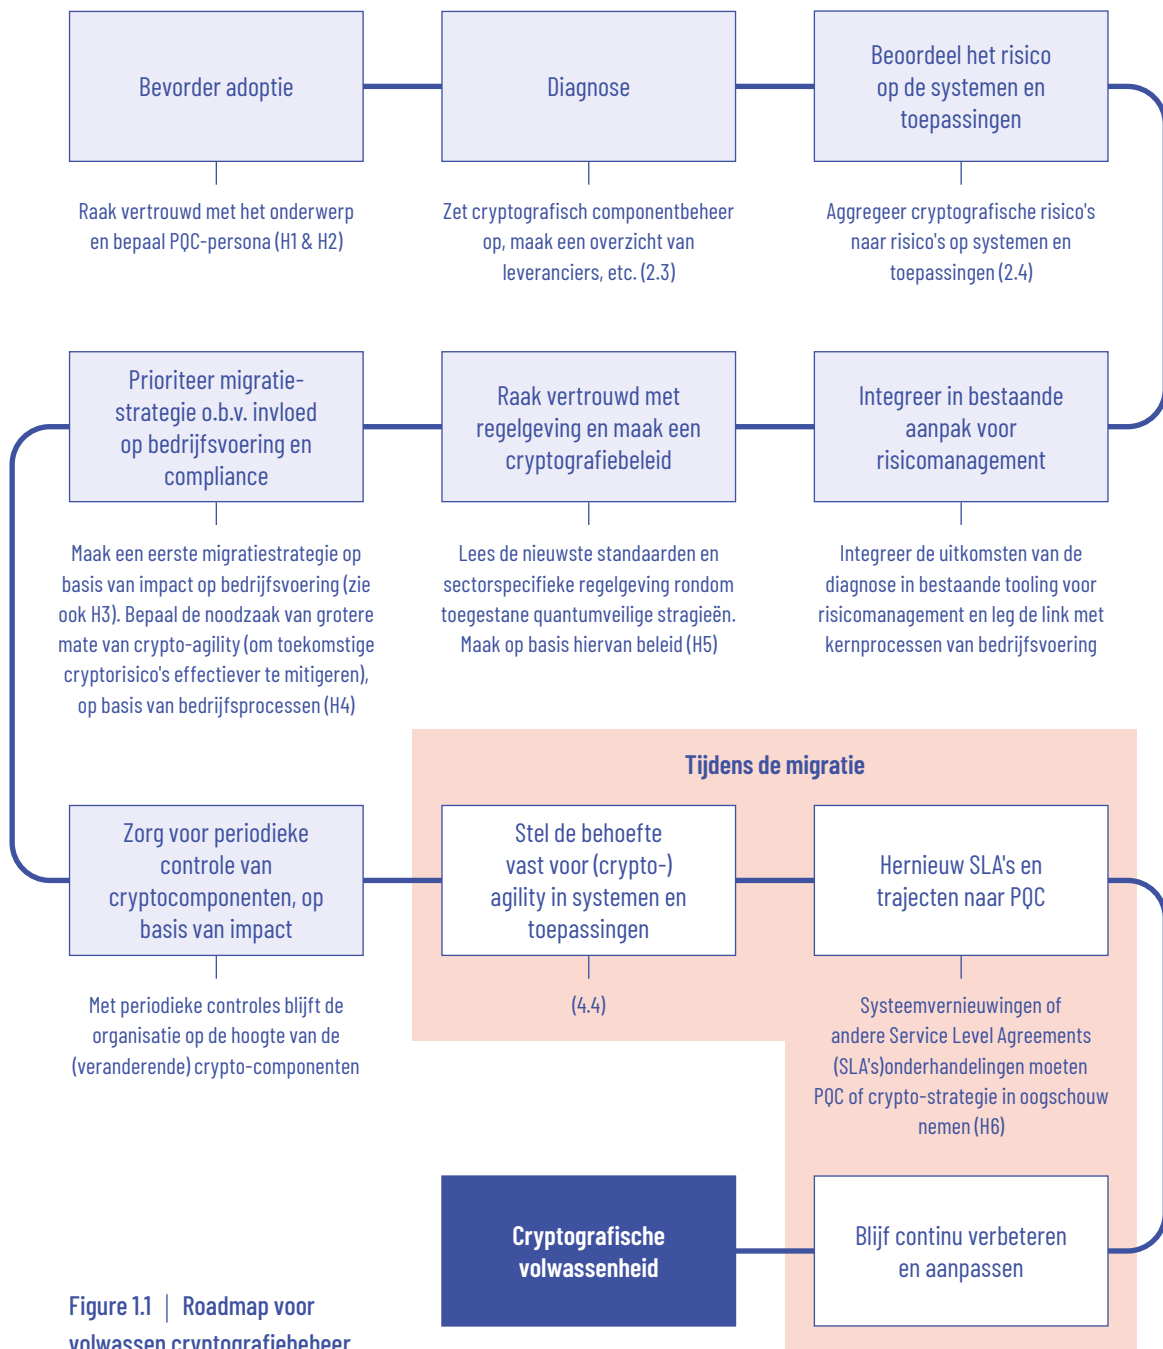 Bevorder adoptie
Raak vertrouwd met het onderwerp
en bepaal PQC-persona (H1 & H2)
Diagnose
Zet cryptografisch componentbeheer
op, maak een overzicht van
leveranciers, etc. (2.3)
Beoordeel het risico
op de systemen en
toepassingen
Aggregeer cryptografische risico's
naar risico's op systemen en
toepassingen (2.4)
Integreer in bestaande
aanpak voor
risicomanagement
Integreer de uitkomsten van de
diagnose in bestaande tooling voor
risicomanagement en leg de link met
kernprocessen van bedrijfsvoering
Raak vertrouwd met
regelgeving en maak een
cryptografiebeleid
Lees de nieuwste standaarden en
sectorspecifieke regelgeving rondom
toegestane quantumveilige stragieën.
Maak op basis hiervan beleid (H5)
Prioriteer migratie-
strategie o.b.v. invloed
op bedrijfsvoering en
compliance
Maak een eerste migratiestrategie op
basis van impact op bedrijfsvoering (zie
ook H3). Bepaal de noodzaak van grotere
mate van crypto-agility (om toekomstige
cryptorisico's effectiever te mitigeren),
op basis van bedrijfsprocessen (H4)
Zorg voor periodieke
controle van
cryptocomponenten, op
basis van impact
Met periodieke controles blijft de
organisatie op de hoogte van de
(veranderende) crypto-componenten
Tijdens de migratie
Stel de behoefte
vast voor (crypto-)
agility in systemen en
toepassingen
(4.4)
Hernieuw SLA's en
trajecten naar PQC
Systeemvernieuwingen of
andere Service Level Agreements
(SLA's)onderhandelingen moeten
PQC of crypto-strategie in oogschouw
nemen (H6)
Blijf continu verbeteren
en aanpassen
Cryptografische
volwassenheid
Figure 1.1 | Roadmap voor
volwassen cryptografiebeheer